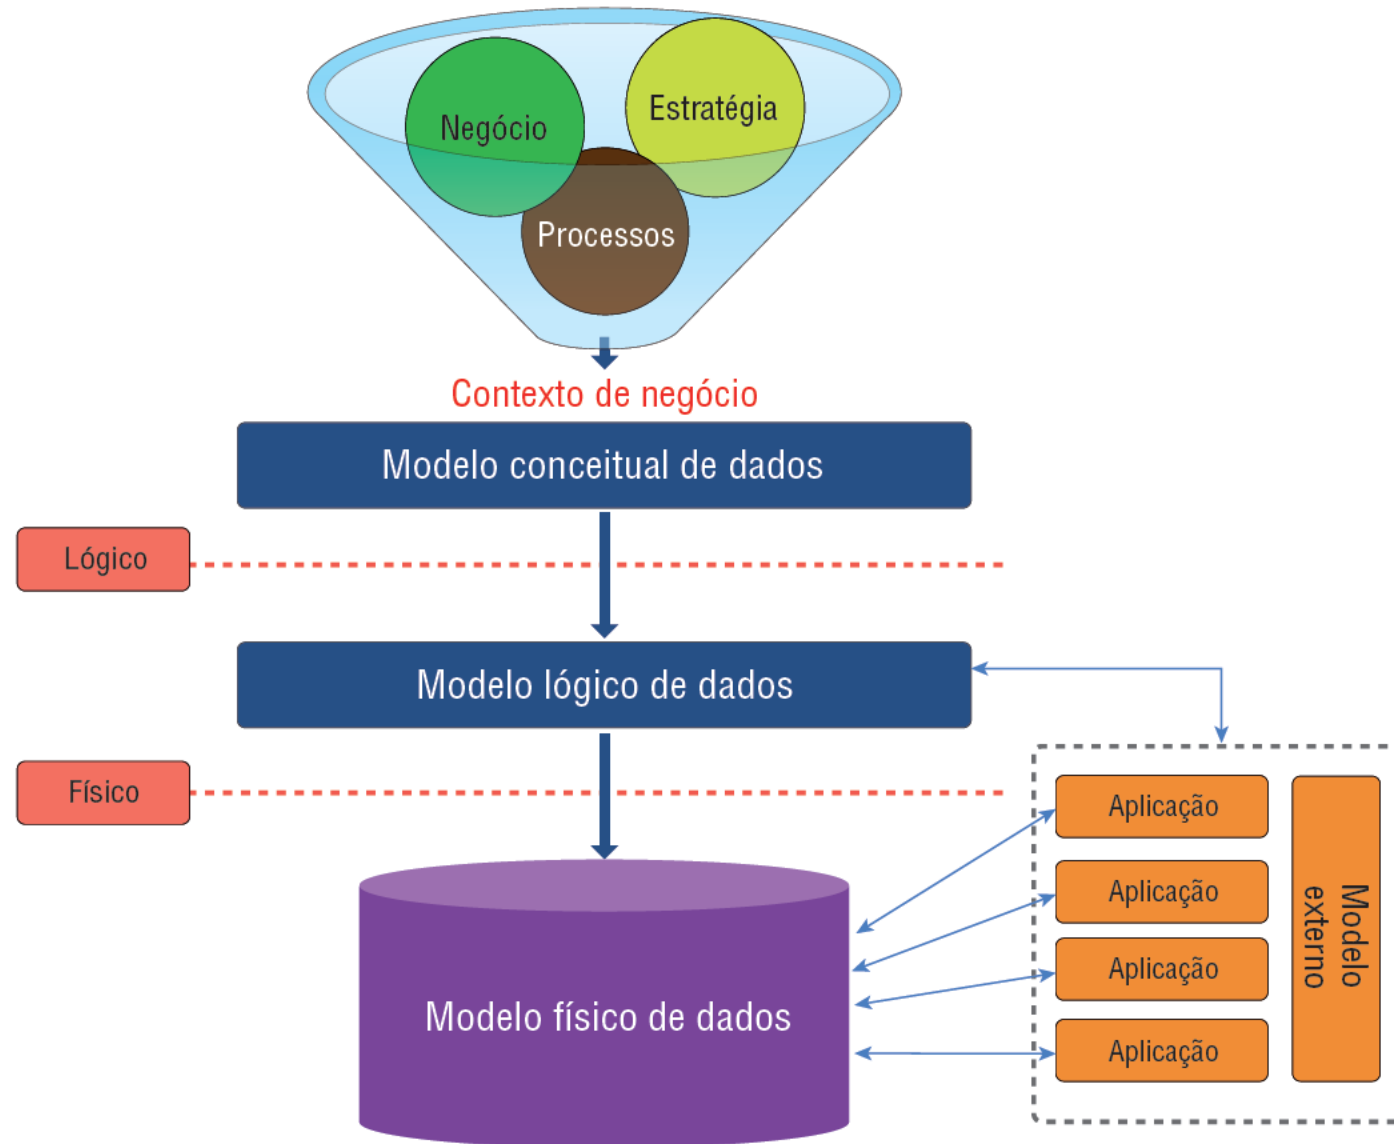 Negócio
Estratégia
Processos
Contexto de negócio
Modelo conceitual de dados
Lógico
Modelo lógico de dados
Físico
Aplicação
Aplicação
Aplicação
Aplicação
Modelo
externo
Modelo físico de dados